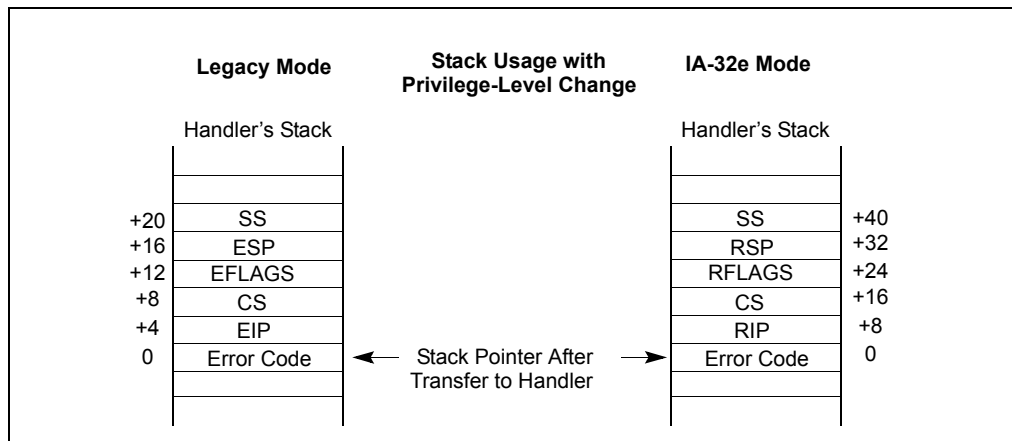 Legacy Mode
Stack Usage with
Privilege-Level Change
IA-32e Mode
Handler’s Stack
Handler’s Stack
+20 SS SS +40
+16 ESP RSP +32
+12 EFLAGS RFLAGS +24
+8 CS CS +16
+4 EIP RIP +8
0 Error Code Stack Pointer After Error Code 0
Transfer to Handler